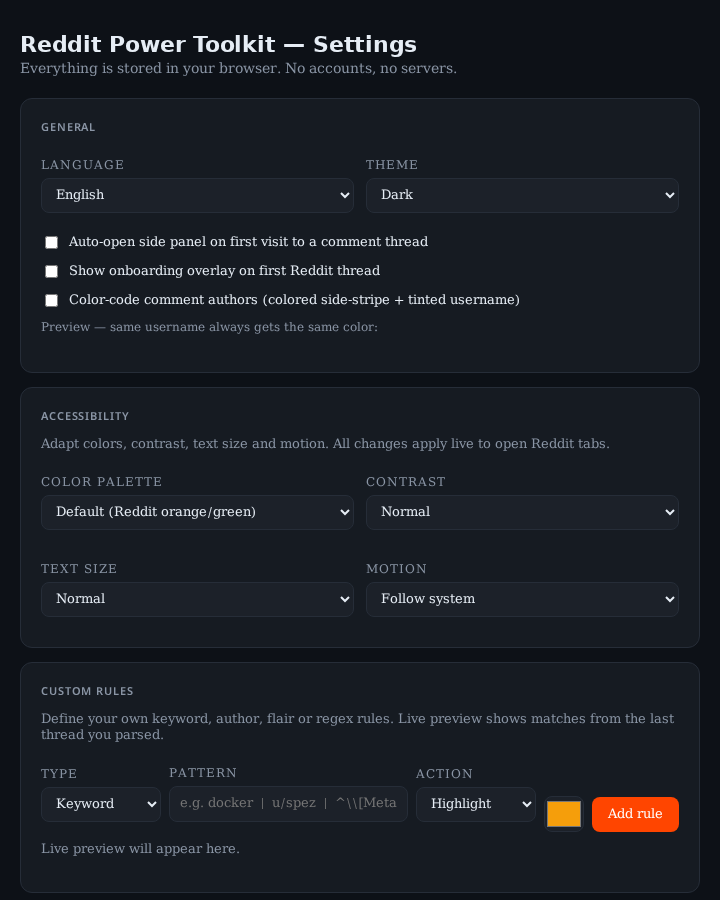 Reddit Power Toolkit — Settings
Everything is stored in your browser. No accounts, no servers.
GENERAL
LANGUAGE
THEME
English
Dark
Auto-open side panel on first visit to a comment thread
Show onboarding overlay on first Reddit thread
Color-code comment authors (colored side-stripe + tinted username)
Preview — same username always gets the same color:
ACCESSIBILITY
Adapt colors, contrast, text size and motion. All changes apply live to open Reddit tabs.
COLOR PALETTE
CONTRAST
Default (Reddit orange/green)
Normal
TEXT SIZE
MOTION
Normal
Follow system
CUSTOM RULES
Define your own keyword, author, flair or regex rules. Live preview shows matches from the last
thread you parsed.
TYPE
PATTERN
ACTION
Keyword
e.g. docker | u/spez | ^\\[Meta
Highlight
Add rule
Live preview will appear here.